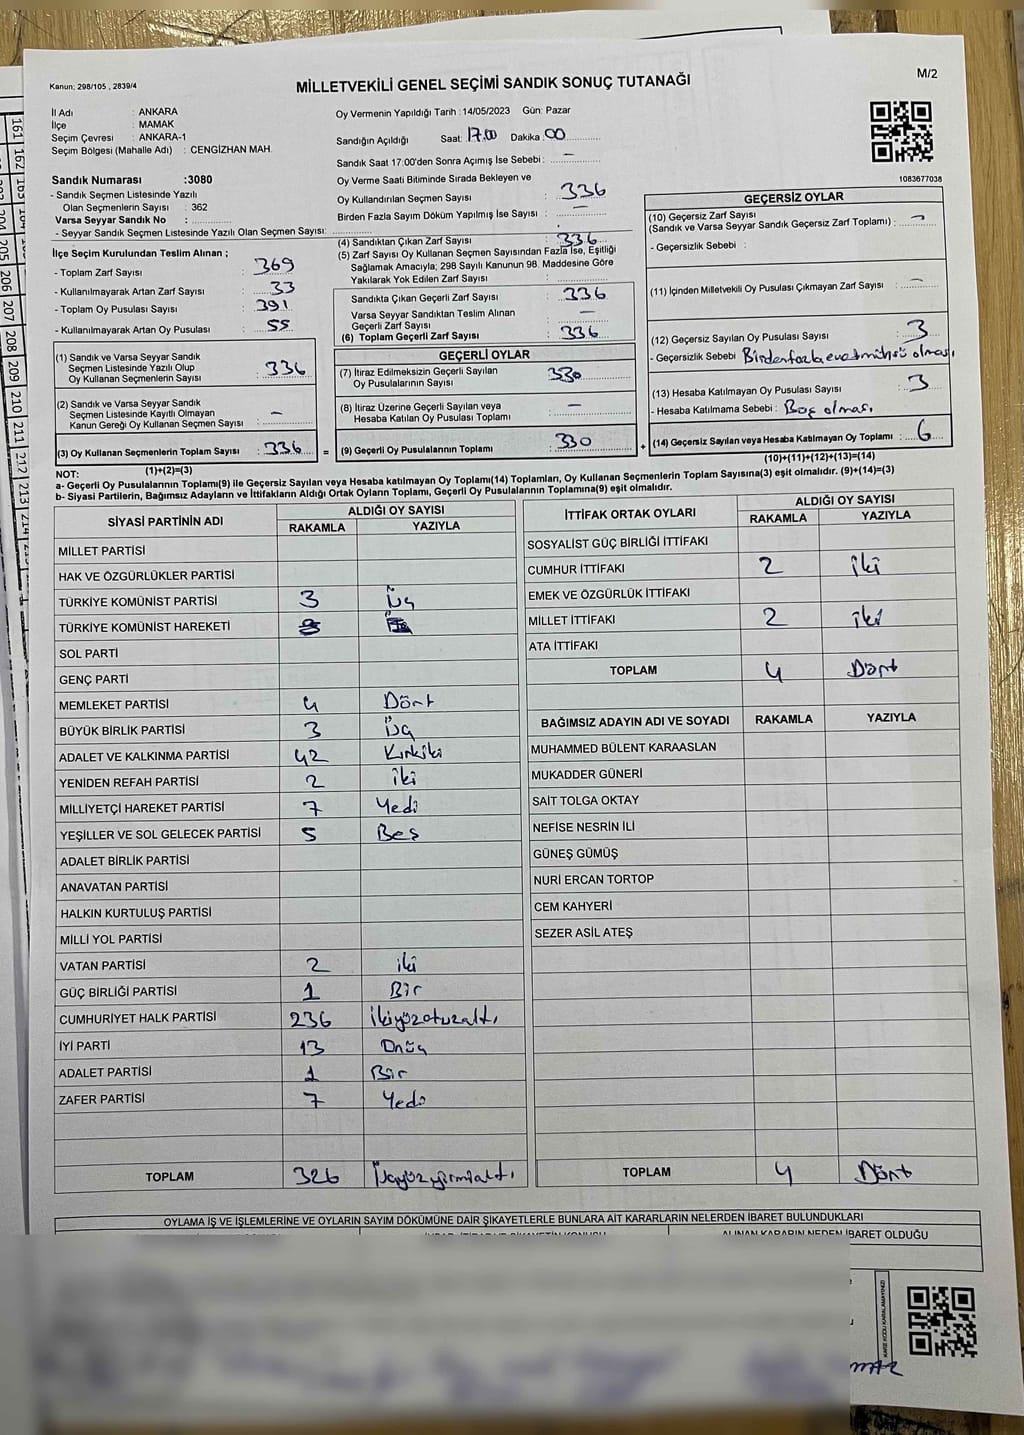 Kanun; 298/105 , 2839/4
MİLLETVEKİLİ GENEL SEÇİMİ SANDIK SONUÇ TUTANAĞI
M/2
İl Adı : ANKARA
İlçe : MAMAK
Seçim Çevresi : ANKARA-1
Seçim Bölgesi (Mahalle Adı) : CENGİZHAN MAH.
Oy Vermenin Yapıldığı Tarih : 14/05/2023 Gün: Pazar
Sandığın Açıldığı Saat: 17.00 Dakika: 00
Sandık Saat 17:00'den Sonra Açımış İse Sebebi : –
Oy Verme Saati Bitiminde Sırada Bekleyen ve
Oy Kullandırılan Seçmen Sayısı : 336
Birden Fazla Sayım Döküm Yapılmış İse Sayısı : –
1083677038
Sandık Numarası :3080
- Sandık Seçmen Listesinde Yazılı
Olan Seçmenlerin Sayısı : 362
Varsa Seyyar Sandık No :
- Seyyar Sandık Seçmen Listesinde Yazılı Olan Seçmen Sayısı:
İlçe Seçim Kurulundan Teslim Alınan ;
- Toplam Zarf Sayısı : 369
- Kullanılmayarak Artan Zarf Sayısı : 33
- Toplam Oy Pusulası Sayısı : 391
- Kullanılmayarak Artan Oy Pusulası : 55
(4) Sandıktan Çıkan Zarf Sayısı : 336
(5) Zarf Sayısı Oy Kullanan Seçmen Sayısından Fazla İse, Eşitliği
Sağlamak Amacıyla; 298 Sayılı Kanunun 98. Maddesine Göre
Yakılarak Yok Edilen Zarf Sayısı :
Sandıkta Çıkan Geçerli Zarf Sayısı : 336
Varsa Seyyar Sandıktan Teslim Alınan
Geçerli Zarf Sayısı : –
(6) Toplam Geçerli Zarf Sayısı : 336
GEÇERSİZ OYLAR
(10) Geçersiz Zarf Sayısı
(Sandık ve Varsa Seyyar Sandık Geçersiz Zarf Toplamı) : –
- Geçersizlik Sebebi :
(11) İçinden Milletvekili Oy Pusulası Çıkmayan Zarf Sayısı : –
(12) Geçersiz Sayılan Oy Pusulası Sayısı : 3
- Geçersizlik Sebebi : Birden fazla evet mührü olması
(13) Hesaba Katılmayan Oy Pusulası Sayısı : 3
- Hesaba Katılmama Sebebi : Boş olması
(14) Geçersiz Sayılan veya Hesaba Katılmayan Oy Toplamı : 6
(10)+(11)+(12)+(13)=(14)
(1) Sandık ve Varsa Seyyar Sandık
Seçmen Listesinde Yazılı Olup
Oy Kullanan Seçmenlerin Sayısı : 336
(2) Sandık ve Varsa Seyyar Sandık
Seçmen Listesinde Kayıtlı Olmayan
Kanun Gereği Oy Kullanan Seçmen Sayısı : –
(3) Oy Kullanan Seçmenlerin Toplam Sayısı : 336
(1)+(2)=(3)
GEÇERLİ OYLAR
(7) İtiraz Edilmeksizin Geçerli Sayılan
Oy Pusulalarının Sayısı : 330
(8) İtiraz Üzerine Geçerli Sayılan veya
Hesaba Katılan Oy Pusulası Toplamı : –
= (9) Geçerli Oy Pusulalarının Toplamı : 330 +
NOT:
a- Geçerli Oy Pusulalarının Toplamı(9) ile Geçersiz Sayılan veya Hesaba katılmayan Oy Toplamı(14) Toplamları, Oy Kullanan Seçmenlerin Toplam Sayısına(3) eşit olmalıdır. (9)+(14)=(3)
b- Siyasi Partilerin, Bağımsız Adayların ve İttifakların Aldığı Ortak Oyların Toplamı, Geçerli Oy Pusulalarının Toplamına(9) eşit olmalıdır.
SİYASİ PARTİNİN ADI ALDIĞI OY SAYISI
RAKAMLA YAZIYLA
MİLLET PARTİSİ
HAK VE ÖZGÜRLÜKLER PARTİSİ
TÜRKİYE KOMÜNİST PARTİSİ 3 Üç
TÜRKİYE KOMÜNİST HAREKETİ
SOL PARTİ
GENÇ PARTİ
MEMLEKET PARTİSİ 4 Dört
BÜYÜK BİRLİK PARTİSİ 3 Üç
ADALET VE KALKINMA PARTİSİ 42 Kırkiki
YENİDEN REFAH PARTİSİ 2 iki
MİLLİYETÇİ HAREKET PARTİSİ 7 Yedi
YEŞİLLER VE SOL GELECEK PARTİSİ 5 Beş
ADALET BİRLİK PARTİSİ
ANAVATAN PARTİSİ
HALKIN KURTULUŞ PARTİSİ
MİLLİ YOL PARTİSİ
VATAN PARTİSİ 2 iki
GÜÇ BİRLİĞİ PARTİSİ 1 Bir
CUMHURİYET HALK PARTİSİ 236 ikiyüzotuzaltı
İYİ PARTİ 13 Onüç
ADALET PARTİSİ 1 Bir
ZAFER PARTİSİ 7 Yedi
TOPLAM 326 Üçyüzyirmialtı
İTTİFAK ORTAK OYLARI ALDIĞI OY SAYISI
RAKAMLA YAZIYLA
SOSYALİST GÜÇ BİRLİĞİ İTTİFAKI
CUMHUR İTTİFAKI 2 iki
EMEK VE ÖZGÜRLÜK İTTİFAKI
MİLLET İTTİFAKI 2 iki
ATA İTTİFAKI
TOPLAM 4 Dört
BAĞIMSIZ ADAYIN ADI VE SOYADI RAKAMLA YAZIYLA
MUHAMMED BÜLENT KARAASLAN
MUKADDER GÜNERİ
SAİT TOLGA OKTAY
NEFİSE NESRİN İLİ
GÜNEŞ GÜMÜŞ
NURİ ERCAN TORTOP
CEM KAHYERİ
SEZER ASİL ATEŞ
TOPLAM 4 Dört
OYLAMA İŞ VE İŞLEMLERİNE VE OYLARIN SAYIM DÖKÜMÜNE DAİR ŞİKAYETLERLE BUNLARA AİT KARARLARIN NELERDEN İBARET BULUNDUKLARI
ALINAN KARARIN NEDEN İBARET OLDUĞU
161
162
205
206
207
208
209
210
211
212
213
214